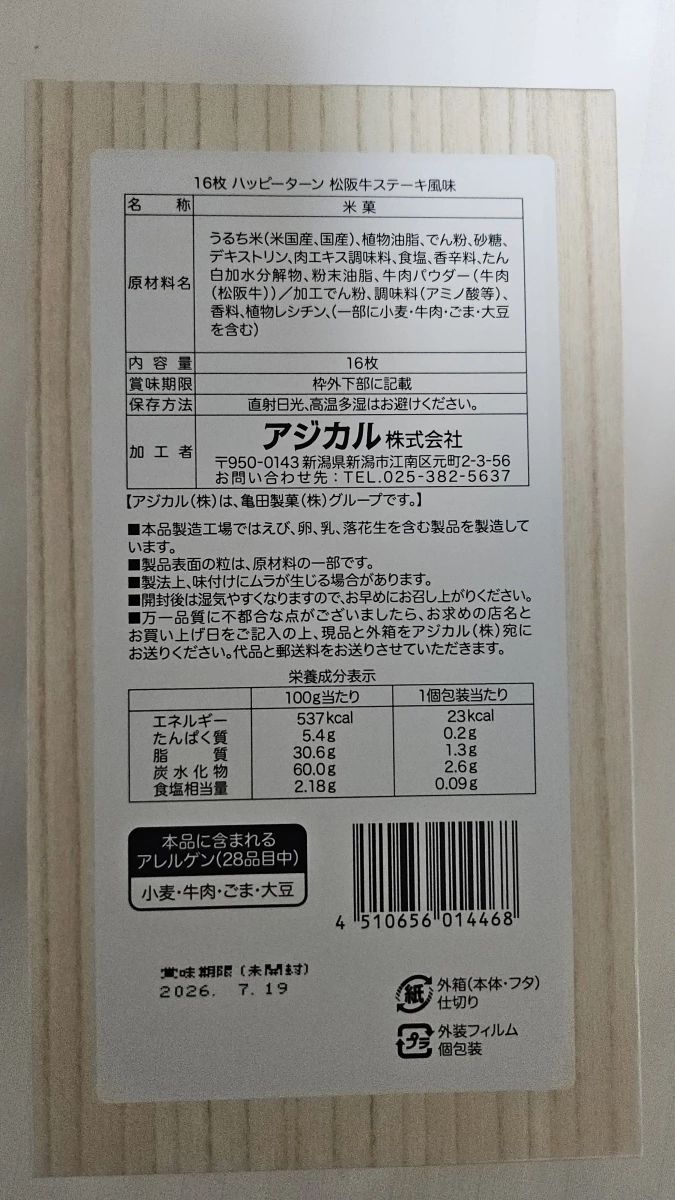 16枚 ハッピーターン 松阪牛ステーキ風味
名称 米菓
原材料名
うるち米(米国産、国産)、植物油脂、でん粉、砂糖、
デキストリン、肉エキス調味料、食塩、香辛料、たん
白加水分解物、粉末油脂、牛肉パウダー(牛肉
(松阪牛))/加工でん粉、調味料(アミノ酸等)、
香料、植物レシチン、(一部に小麦・牛肉・ごま・大豆
を含む)
内容量 16枚
賞味期限 枠外下部に記載
保存方法 直射日光、高温多湿はお避けください。
加工者
アジカル株式会社
〒950-0143 新潟県新潟市江南区元町2-3-56
お問い合わせ先:TEL.025-382-5637
【アジカル(株)は、亀田製菓(株)グループです。】
■本品製造工場ではえび、卵、乳、落花生を含む製品を製造して
います。
■製品表面の粒は、原材料の一部です。
■製法上、味付けにムラが生じる場合があります。
■開封後は湿気やすくなりますので、お早めにお召し上がりください。
■万一品質に不都合な点がございましたら、お求めの店名と
お買い上げ日をご記入の上、現品と外箱をアジカル(株)宛に
お送りください。代品と郵送料をお送りさせていただきます。
栄養成分表示
100g当たり 1個包装当たり
エネルギー 537kcal 23kcal
たんぱく質 5.4g 0.2g
脂質 30.6g 1.3g
炭水化物 60.0g 2.6g
食塩相当量 2.18g 0.09g
本品に含まれる
アレルゲン(28品目中)
小麦・牛肉・ごま・大豆
4 510656 014468
賞味期限(未開封)
2026. 7.19
紙 外箱(本体・フタ)
仕切り
プラ 外装フィルム
個包装